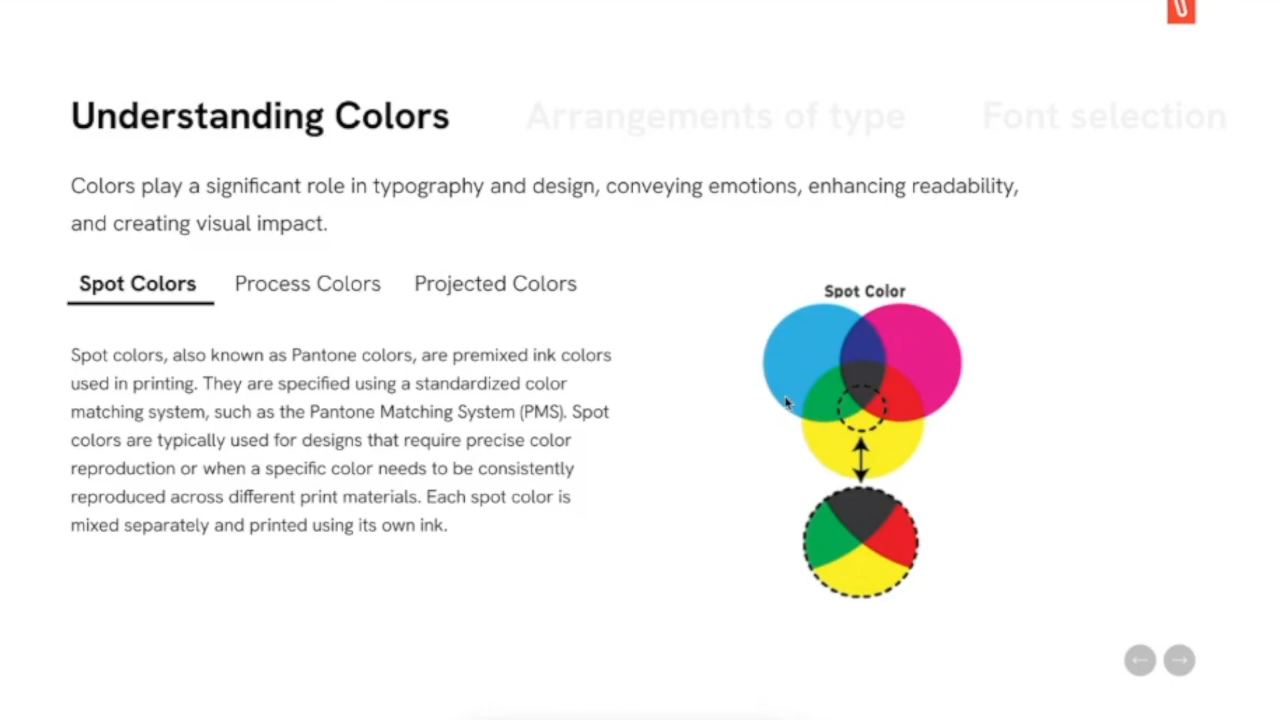 Understanding Colors
Arrangements of type
Font selection
Colors play a significant role in typography and design, conveying emotions, enhancing readability,
and creating visual impact.
Spot Colors
Process Colors
Projected Colors
Spot colors, also known as Pantone colors, are premixed ink colors
used in printing. They are specified using a standardized color
matching system, such as the Pantone Matching System (PMS). Spot
colors are typically used for designs that require precise color
reproduction or when a specific color needs to be consistently
reproduced across different print materials. Each spot color is
mixed separately and printed using its own ink.
Spot Color